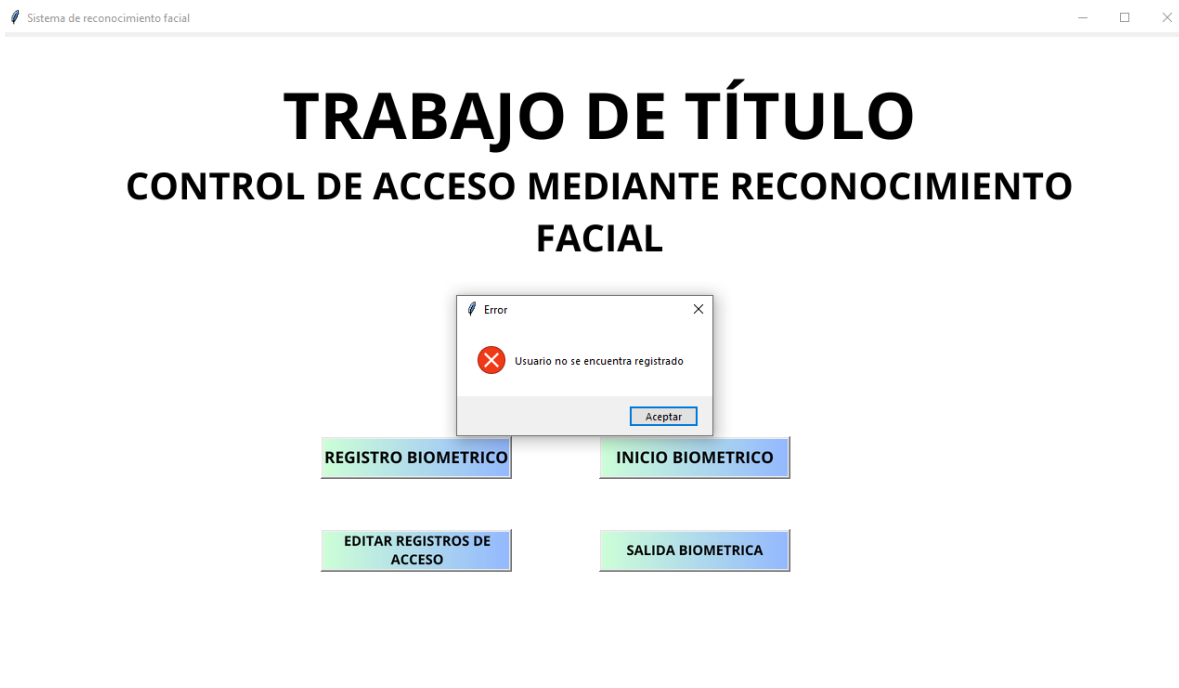 Sistema de reconocimiento facial
TRABAJO DE TÍTULO
CONTROL DE ACCESO MEDIANTE RECONOCIMIENTO
FACIAL
Error
Usuario no se encuentra registrado
Aceptar
REGISTRO BIOMETRICO
INICIO BIOMETRICO
EDITAR REGISTROS DE
ACCESO
SALIDA BIOMETRICA